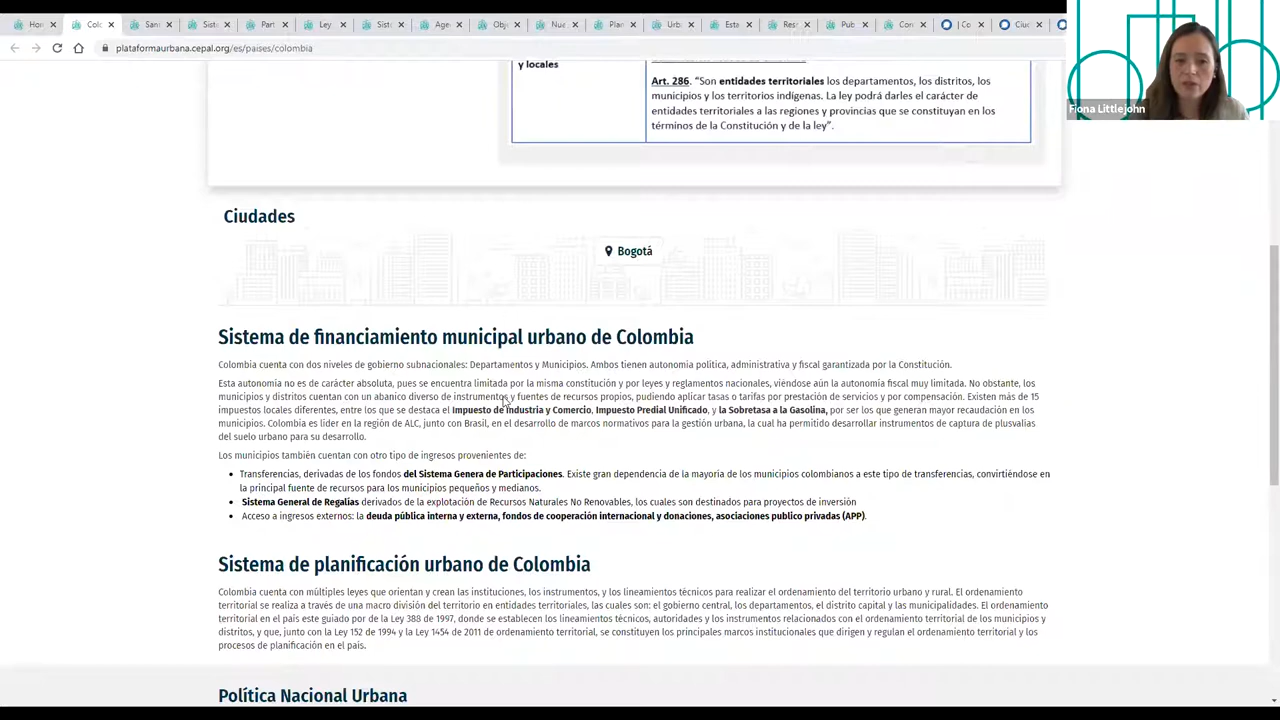 Hom
Colo
San
Siste
Part
Ley
Siste
Age
Obje
Nue
Plan
Urb
Esta
Res
Pub
Con
| Co
Ciud
plataformaurbana.cepal.org/es/paises/colombia
Fiona Littlejohn
y locales
Art. 286. “Son entidades territoriales los departamentos, los distritos, los
municipios y los territorios indígenas. La ley podrá darles el carácter de
entidades territoriales a las regiones y provincias que se constituyan en los
términos de la Constitución y de la ley”.
Ciudades
Bogotá
Sistema de financiamiento municipal urbano de Colombia
Colombia cuenta con dos niveles de gobierno subnacionales: Departamentos y Municipios. Ambos tienen autonomía política, administrativa y fiscal garantizada por la Constitución.
Esta autonomía no es de carácter absoluta, pues se encuentra limitada por la misma constitución y por leyes y reglamentos nacionales, viéndose aún la autonomía fiscal muy limitada. No obstante, los
municipios y distritos cuentan con un abanico diverso de instrumentos y fuentes de recursos propios, pudiendo aplicar tasas o tarifas por prestación de servicios y por compensación. Existen más de 15
impuestos locales diferentes, entre los que se destaca el Impuesto de Industria y Comercio, Impuesto Predial Unificado, y la Sobretasa a la Gasolina, por ser los que generan mayor recaudación en los
municipios. Colombia es líder en la región de ALC, junto con Brasil, en el desarrollo de marcos normativos para la gestión urbana, la cual ha permitido desarrollar instrumentos de captura de plusvalías
del suelo urbano para su desarrollo.
Los municipios también cuentan con otro tipo de ingresos provenientes de:
• Transferencias, derivadas de los fondos del Sistema Genera de Participaciones. Existe gran dependencia de la mayoría de los municipios colombianos a este tipo de transferencias, convirtiéndose en
la principal fuente de recursos para los municipios pequeños y medianos.
• Sistema General de Regalías derivados de la explotación de Recursos Naturales No Renovables, los cuales son destinados para proyectos de inversión
• Acceso a ingresos externos: la deuda pública interna y externa, fondos de cooperación internacional y donaciones, asociaciones publico privadas (APP).
Sistema de planificación urbano de Colombia
Colombia cuenta con múltiples leyes que orientan y crean las instituciones, los instrumentos, y los lineamientos técnicos para realizar el ordenamiento del territorio urbano y rural. El ordenamiento
territorial se realiza a través de una macro división del territorio en entidades territoriales, las cuales son: el gobierno central, los departamentos, el distrito capital y las municipalidades. El ordenamiento
territorial en el país este guiado por de la Ley 388 de 1997, donde se establecen los lineamientos técnicos, autoridades y los instrumentos relacionados con el ordenamiento territorial de los municipios y
distritos, y que, junto con la Ley 152 de 1994 y la Ley 1454 de 2011 de ordenamiento territorial, se constituyen los principales marcos institucionales que dirigen y regulan el ordenamiento territorial y los
procesos de planificación en el país.
Política Nacional Urbana